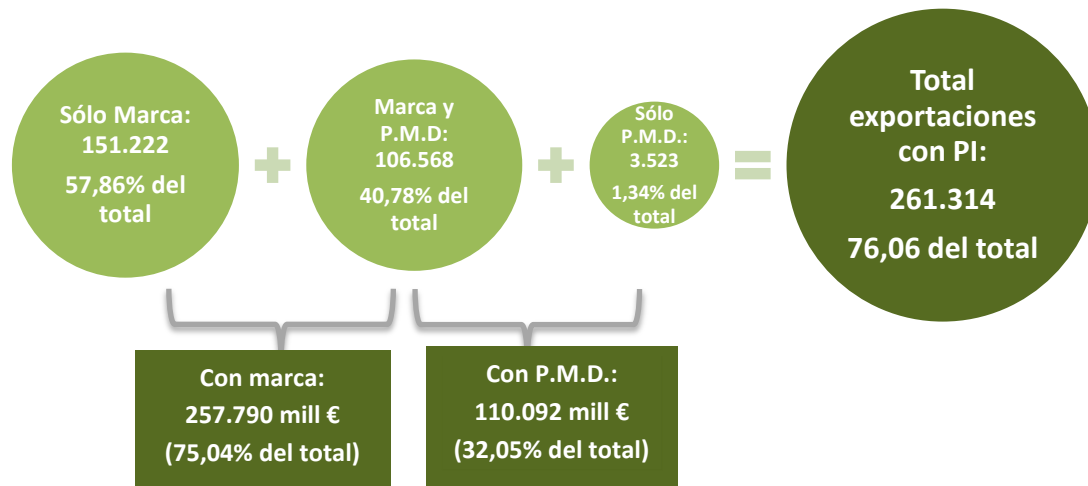 Sólo Marca:
151.222
57,86% del
total
Marca y
P.M.D:
106.568
40,78% del
total
Sólo
P.M.D.:
3.523
1,34% del
total
Total
exportaciones
con PI:
261.314
76,06 del total
Con marca:
257.790 mill €
(75,04% del total)
Con P.M.D.:
110.092 mill €
(32,05% del total)